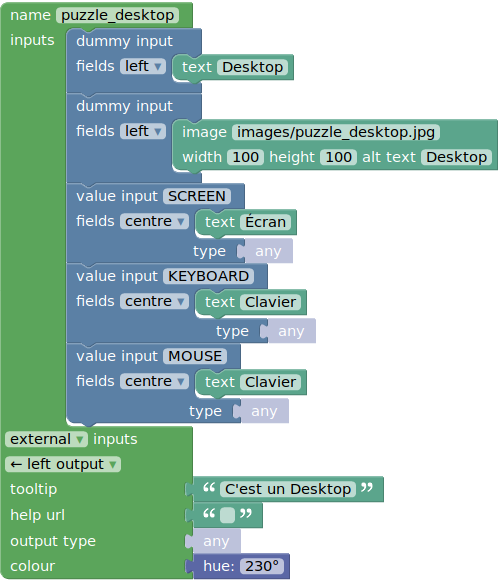 name puzzle_desktop
inputs dummy input
fields left ▾ text Desktop
dummy input
fields left ▾ image images/puzzle_desktop.jpg
width 100 height 100 alt text Desktop
value input SCREEN
fields centre ▾ text Écran
type any
value input KEYBOARD
fields centre ▾ text Clavier
type any
value input MOUSE
fields centre ▾ text Clavier
type any
external ▾ inputs
← left output ▾
tooltip “ C'est un Desktop ”
help url “ ”
output type any
colour hue: 230°